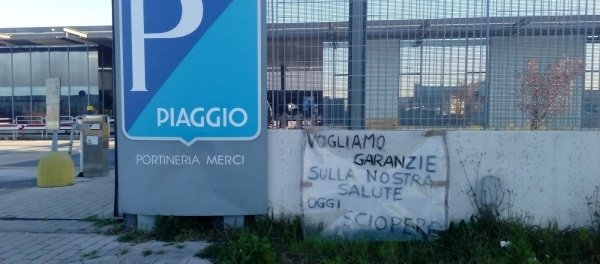 P
PIAGGIO
PORTINERIA MERCI
VOGLIAMO
GARANZIE
SULLA NOSTRA
SALUTE
OGGI
SCIOPERO